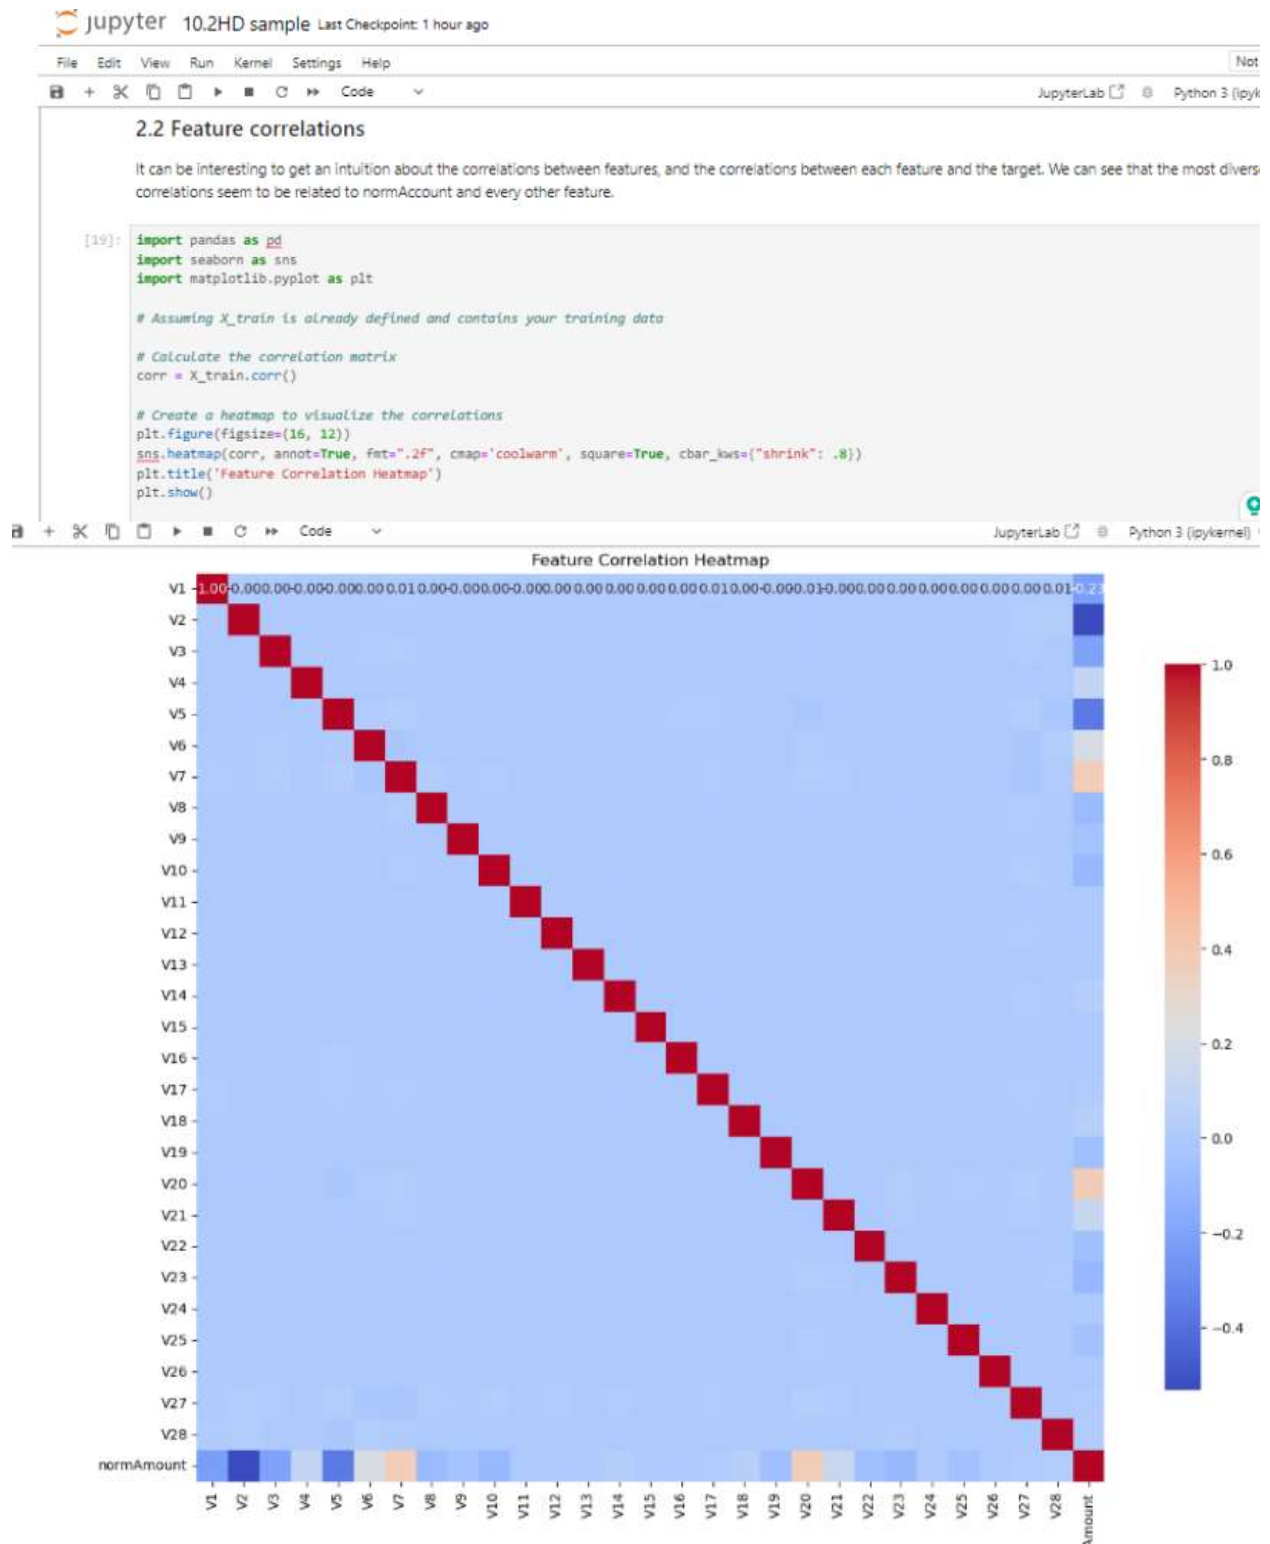 jupyter 10.2HD sample Last Checkpoint: 1 hour ago
File Edit View Run Kernel Settings Help Not
Code JupyterLab Python 3 (ipyk
2.2 Feature correlations
It can be interesting to get an intuition about the correlations between features, and the correlations between each feature and the target. We can see that the most divers
correlations seem to be related to normAccount and every other feature.
[19]: import pandas as pd
import seaborn as sns
import matplotlib.pyplot as plt
# Assuming X_train is already defined and contains your training data
# Calculate the correlation matrix
corr = X_train.corr()
# Create a heatmap to visualize the correlations
plt.figure(figsize=(16, 12))
sns.heatmap(corr, annot=True, fmt=".2f", cmap='coolwarm', square=True, cbar_kws={"shrink": .8})
plt.title('Feature Correlation Heatmap')
plt.show()
Code JupyterLab Python 3 (ipykernel)
Feature Correlation Heatmap
V1 1.00 -0.23
V2
V3
V4
V5
V6
V7
V8
V9
V10
V11
V12
V13
V14
V15
V16
V17
V18
V19
V20
V21
V22
V23
V24
V25
V26
V27
V28
normAmount
V1 V2 V3 V4 V5 V6 V7 V8 V9 V10 V11 V12 V13 V14 V15 V16 V17 V18 V19 V20 V21 V22 V23 V24 V25 V26 V27 V28 Amount
1.0
0.8
0.6
0.4
0.2
0.0
−0.2
−0.4